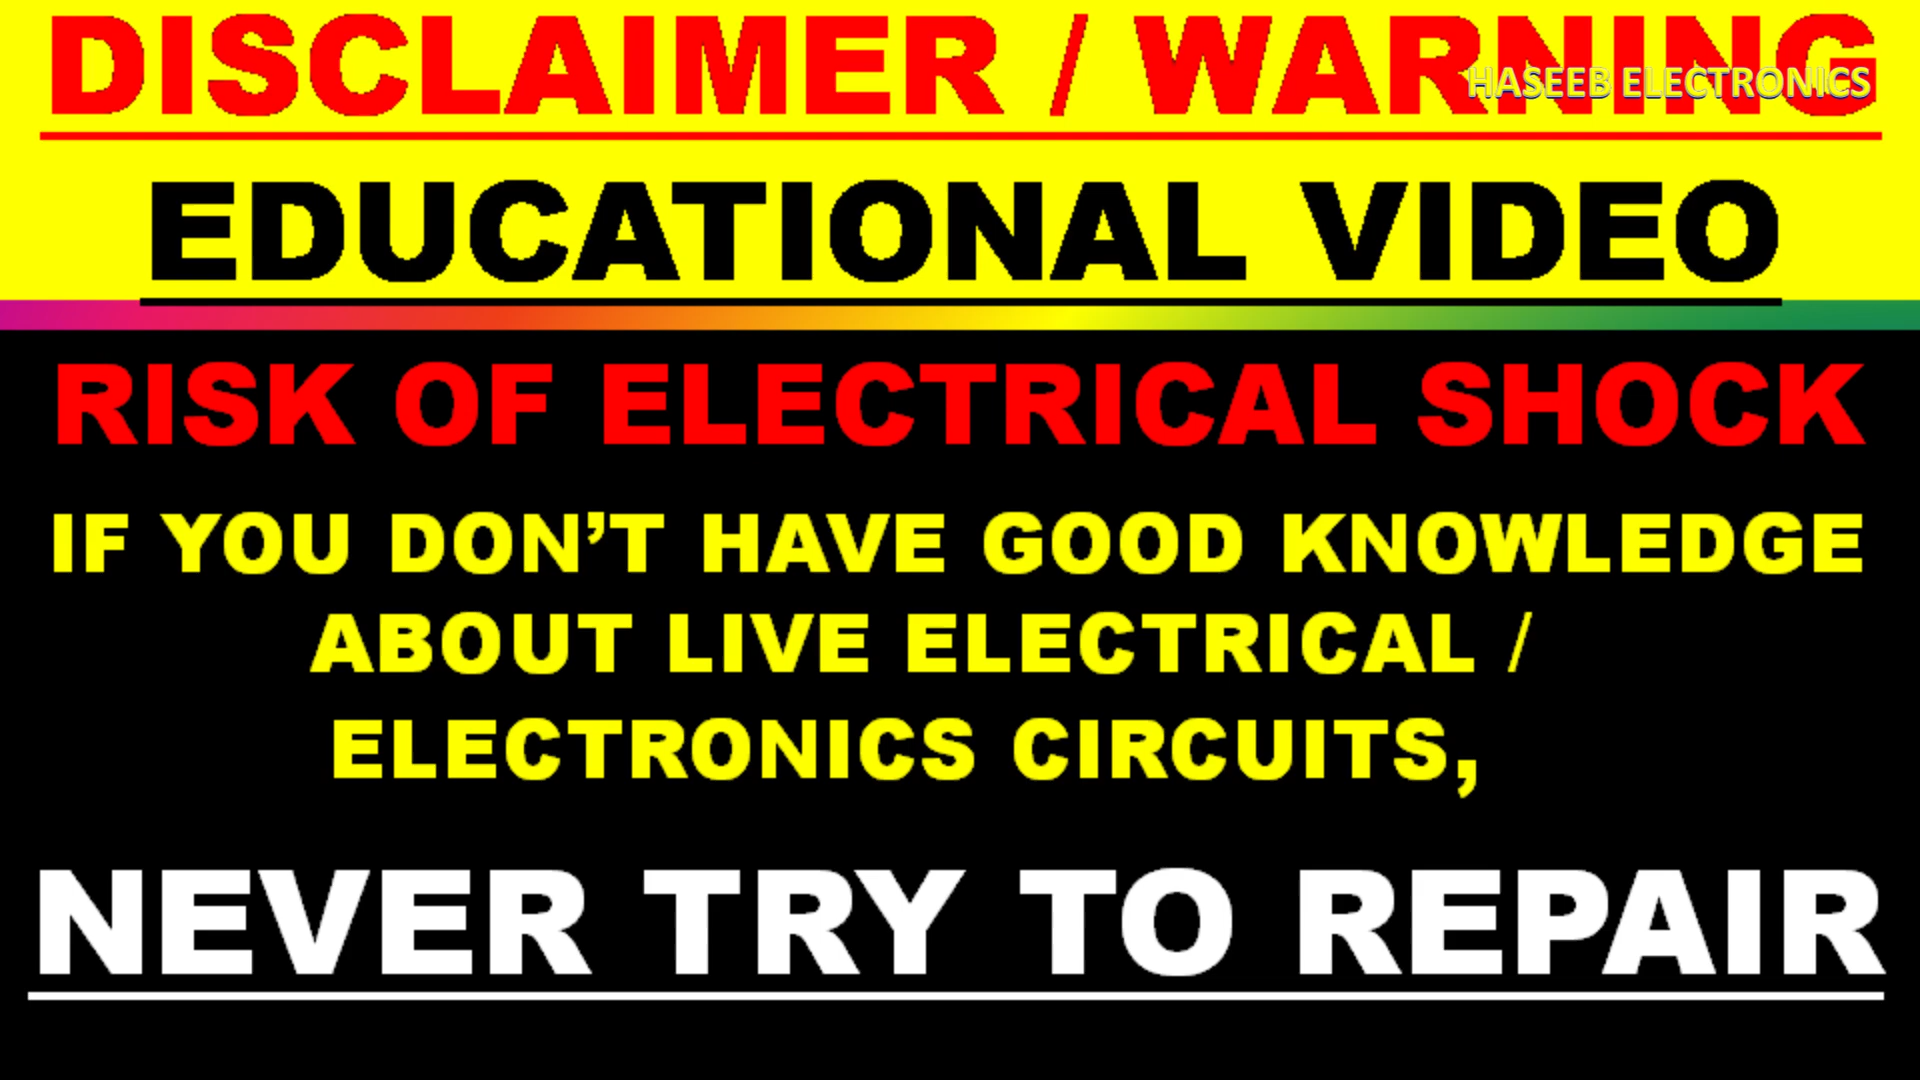 DISCLAIMER / WARNING
HASEEB ELECTRONICS
EDUCATIONAL VIDEO
RISK OF ELECTRICAL SHOCK
IF YOU DON’T HAVE GOOD KNOWLEDGE
ABOUT LIVE ELECTRICAL /
ELECTRONICS CIRCUITS,
NEVER TRY TO REPAIR